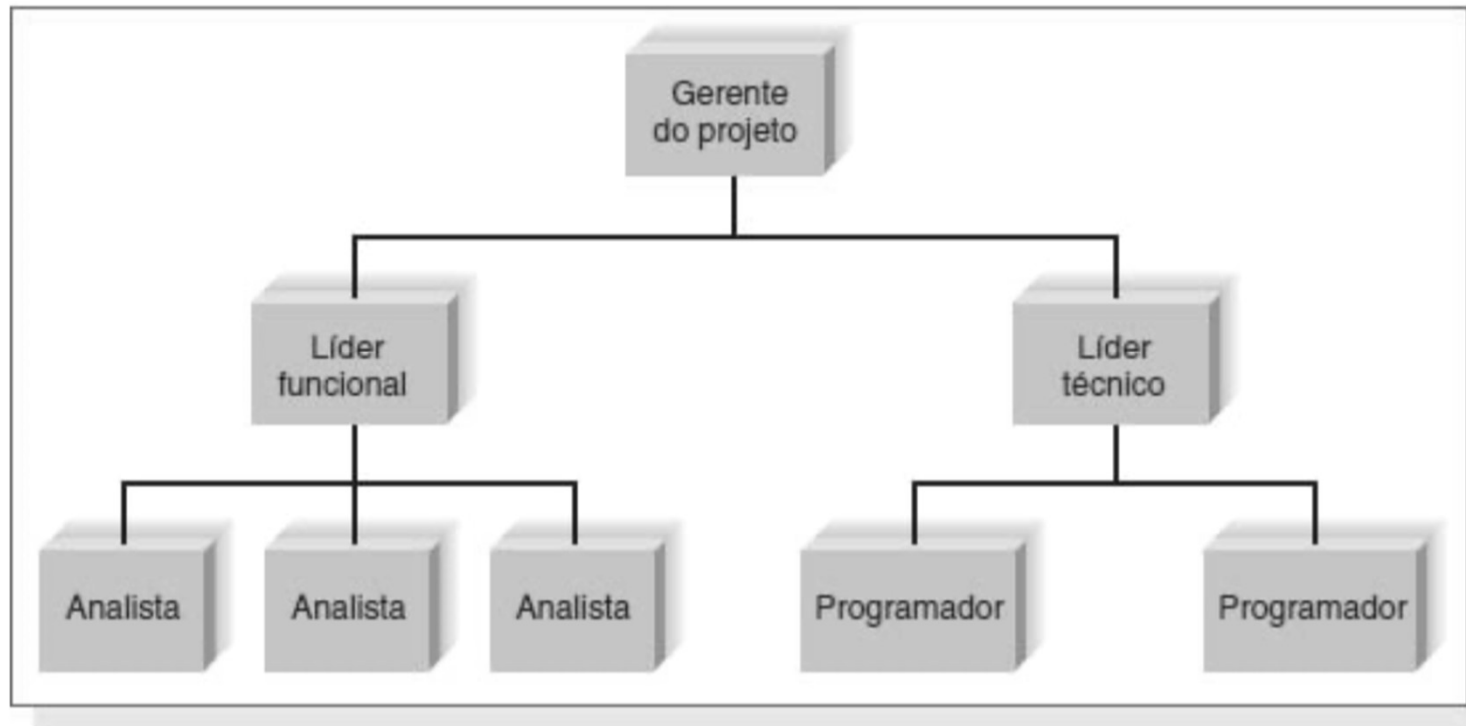 Gerente
do projeto
Líder
funcional
Líder
técnico
Analista
Analista
Analista
Programador
Programador